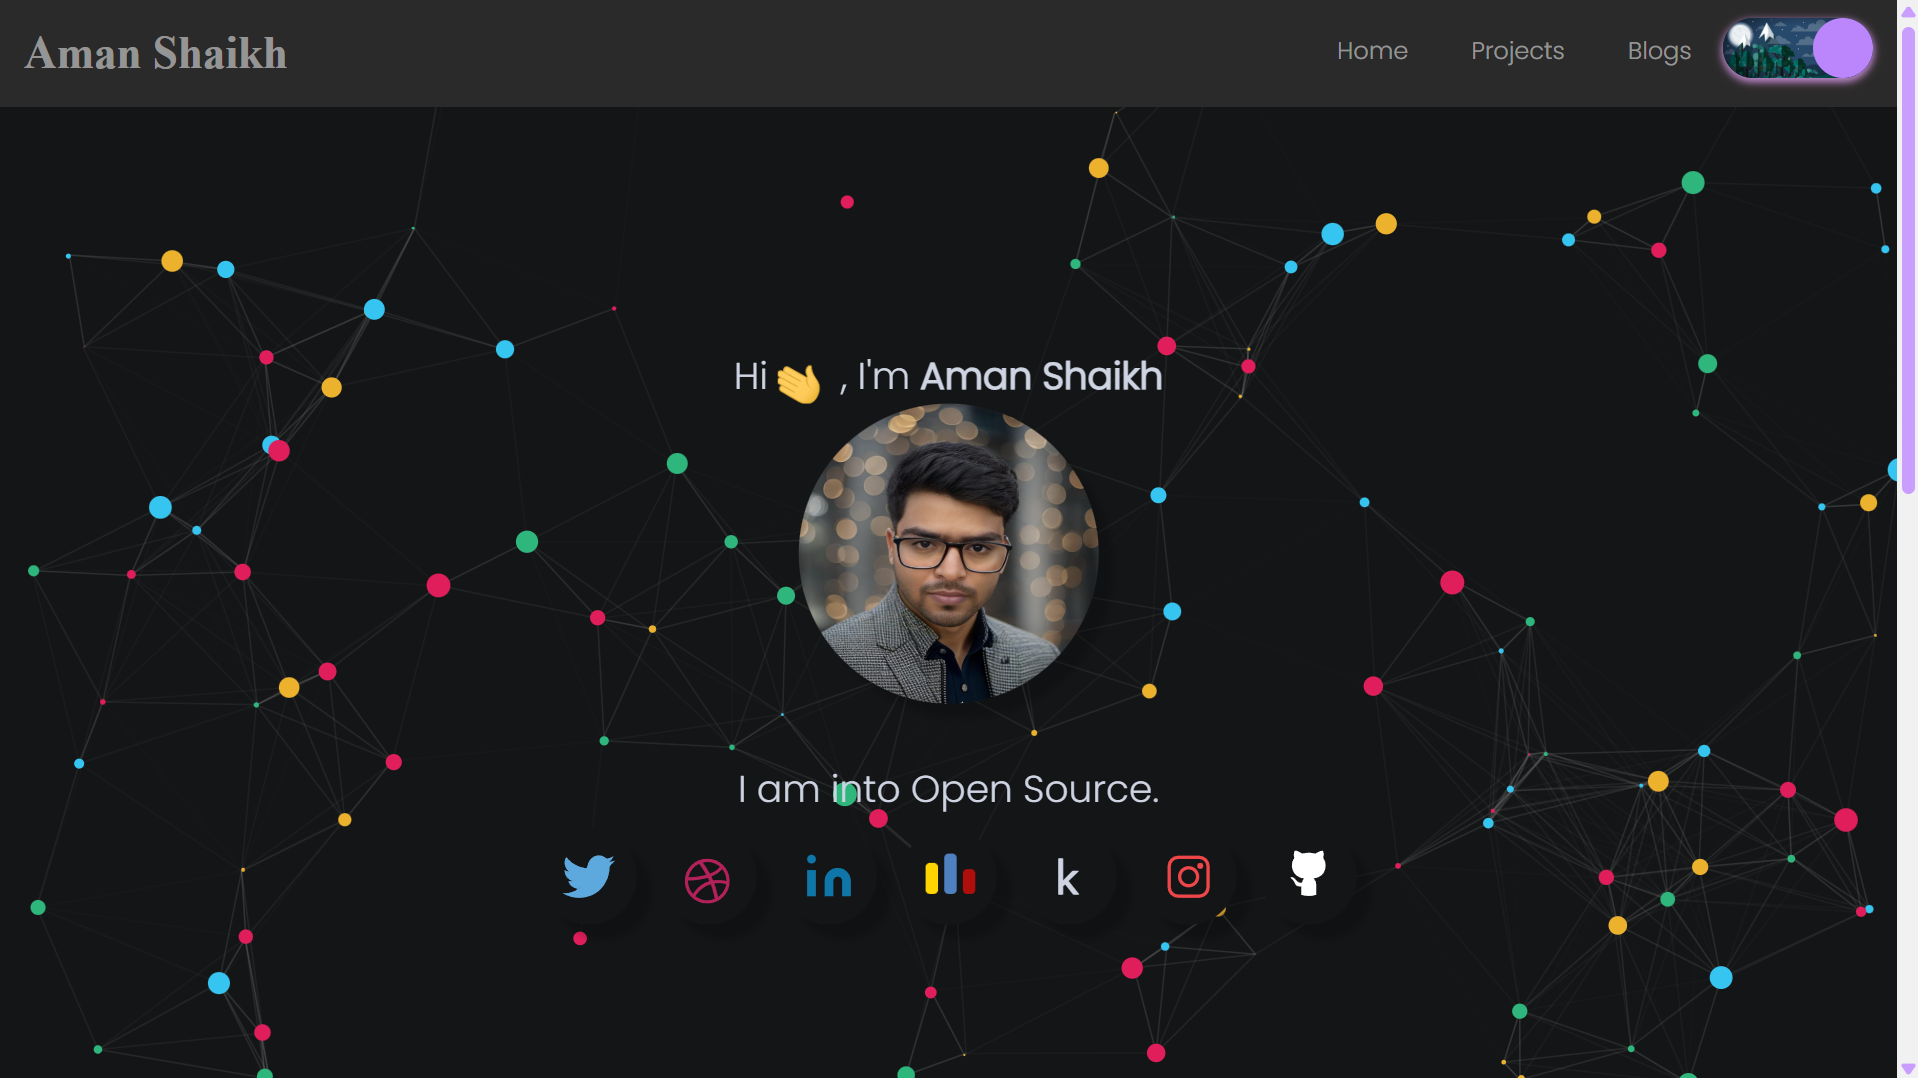 Aman Shaikh
Home Projects Blogs
Hi 👋 , I'm Aman Shaikh
I am into Open Source.
k